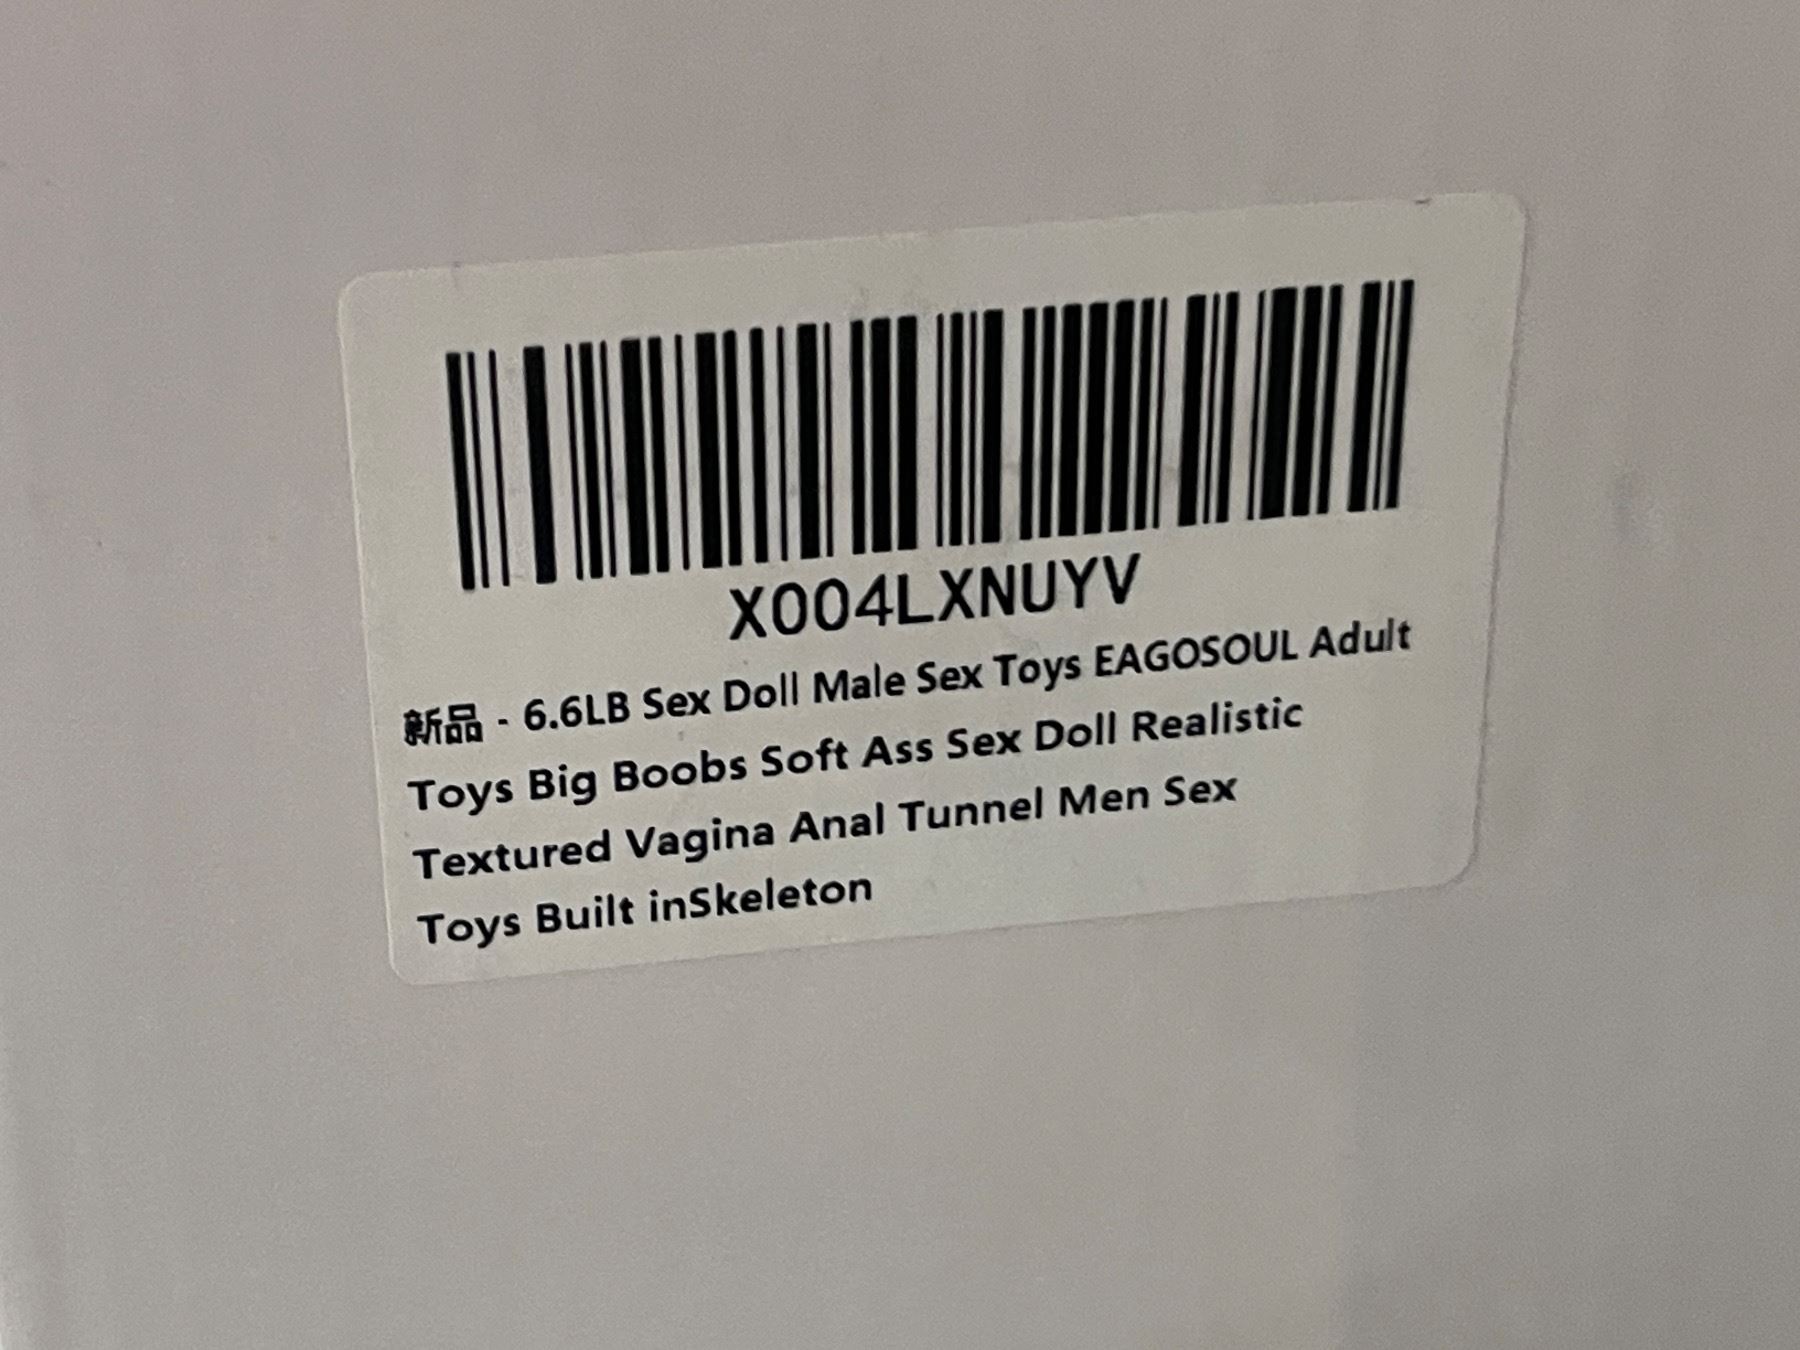 X004LXNUYV
新品 - 6.6LB Sex Doll Male Sex Toys EAGOSOUL Adult
Toys Big Boobs Soft Ass Sex Doll Realistic
Textured Vagina Anal Tunnel Men Sex
Toys Built inSkeleton